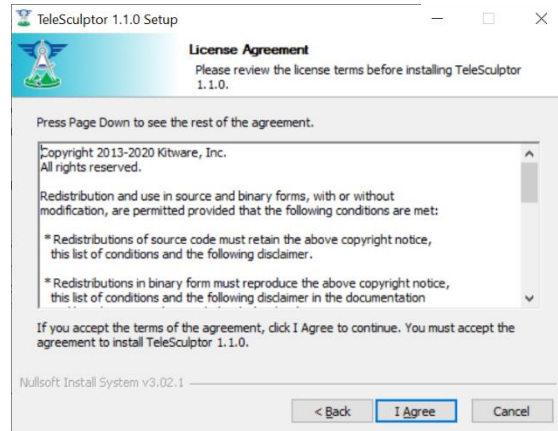 TeleSculptor 1.1.0 Setup
License Agreement
Please review the license terms before installing TeleSculptor
1.1.0.
Press Page Down to see the rest of the agreement.
Copyright 2013-2020 Kitware, Inc.
All rights reserved.
Redistribution and use in source and binary forms, with or without
modification, are permitted provided that the following conditions are met:
* Redistributions of source code must retain the above copyright notice,
this list of conditions and the following disclaimer.
* Redistributions in binary form must reproduce the above copyright notice,
this list of conditions and the following disclaimer in the documentation
If you accept the terms of the agreement, click I Agree to continue. You must accept the
agreement to install TeleSculptor 1.1.0.
Nullsoft Install System v3.02.1
< Back I Agree Cancel